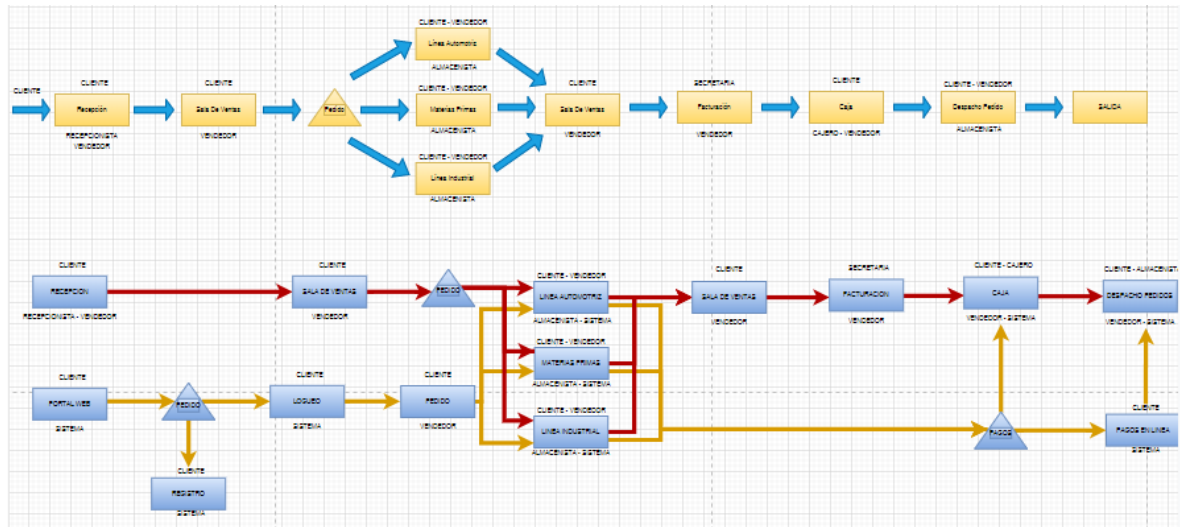 CLIENTE
CLIENTE
Recepción
RECEPCIONISTA
VENDEDOR
CLIENTE
Sala De Ventas
VENDEDOR
Pedido
CLIENTE - VENDEDOR
Línea Automotriz
ALMACENISTA
CLIENTE - VENDEDOR
Materias Primas
ALMACENISTA
CLIENTE - VENDEDOR
Línea Industrial
ALMACENISTA
CLIENTE
Sala De Ventas
VENDEDOR
SECRETARIA
Facturación
VENDEDOR
CLIENTE
Caja
CAJERO - VENDEDOR
CLIENTE - VENDEDOR
Despacho Pedido
ALMACENISTA
SALIDA
CLIENTE
RECEPCION
RECEPCIONISTA - VENDEDOR
CLIENTE
SALA DE VENTAS
VENDEDOR
PEDIDO
CLIENTE - VENDEDOR
LINEA AUTOMOTRIZ
ALMACENISTA - SISTEMA
CLIENTE - VENDEDOR
MATERIAS PRIMAS
ALMACENISTA - SISTEMA
CLIENTE - VENDEDOR
LINEA INDUSTRIAL
ALMACENISTA - SISTEMA
CLIENTE
SALA DE VENTAS
VENDEDOR
SECRETARIA
FACTURACION
VENDEDOR
CLIENTE - CAJERO
CAJA
VENDEDOR - SISTEMA
CLIENTE - ALMACENISTA
DESPACHO PEDIDOS
VENDEDOR - SISTEMA
CLIENTE
PORTAL WEB
SISTEMA
PEDIDO
CLIENTE
REGISTRO
SISTEMA
CLIENTE
LOGUEO
SISTEMA
CLIENTE
PEDIDO
VENDEDOR
PAGOS
CLIENTE
PAGOS EN LINEA
SISTEMA